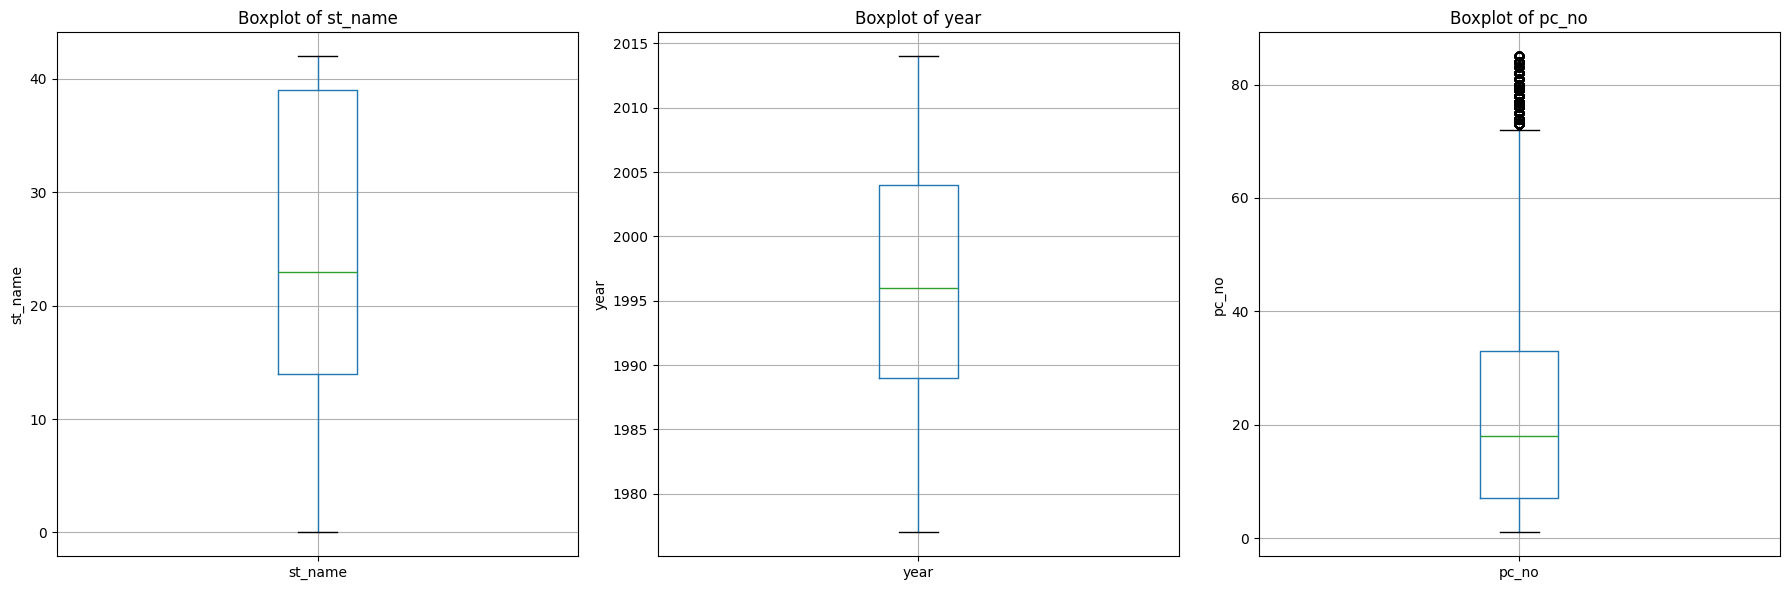 Boxplot of st_name
40
30
20
10
0
st_name
st_name
Boxplot of year
2015
2010
2005
2000
1995
1990
1985
1980
year
year
Boxplot of pc_no
80
60
40
20
0
pc_no
pc_no